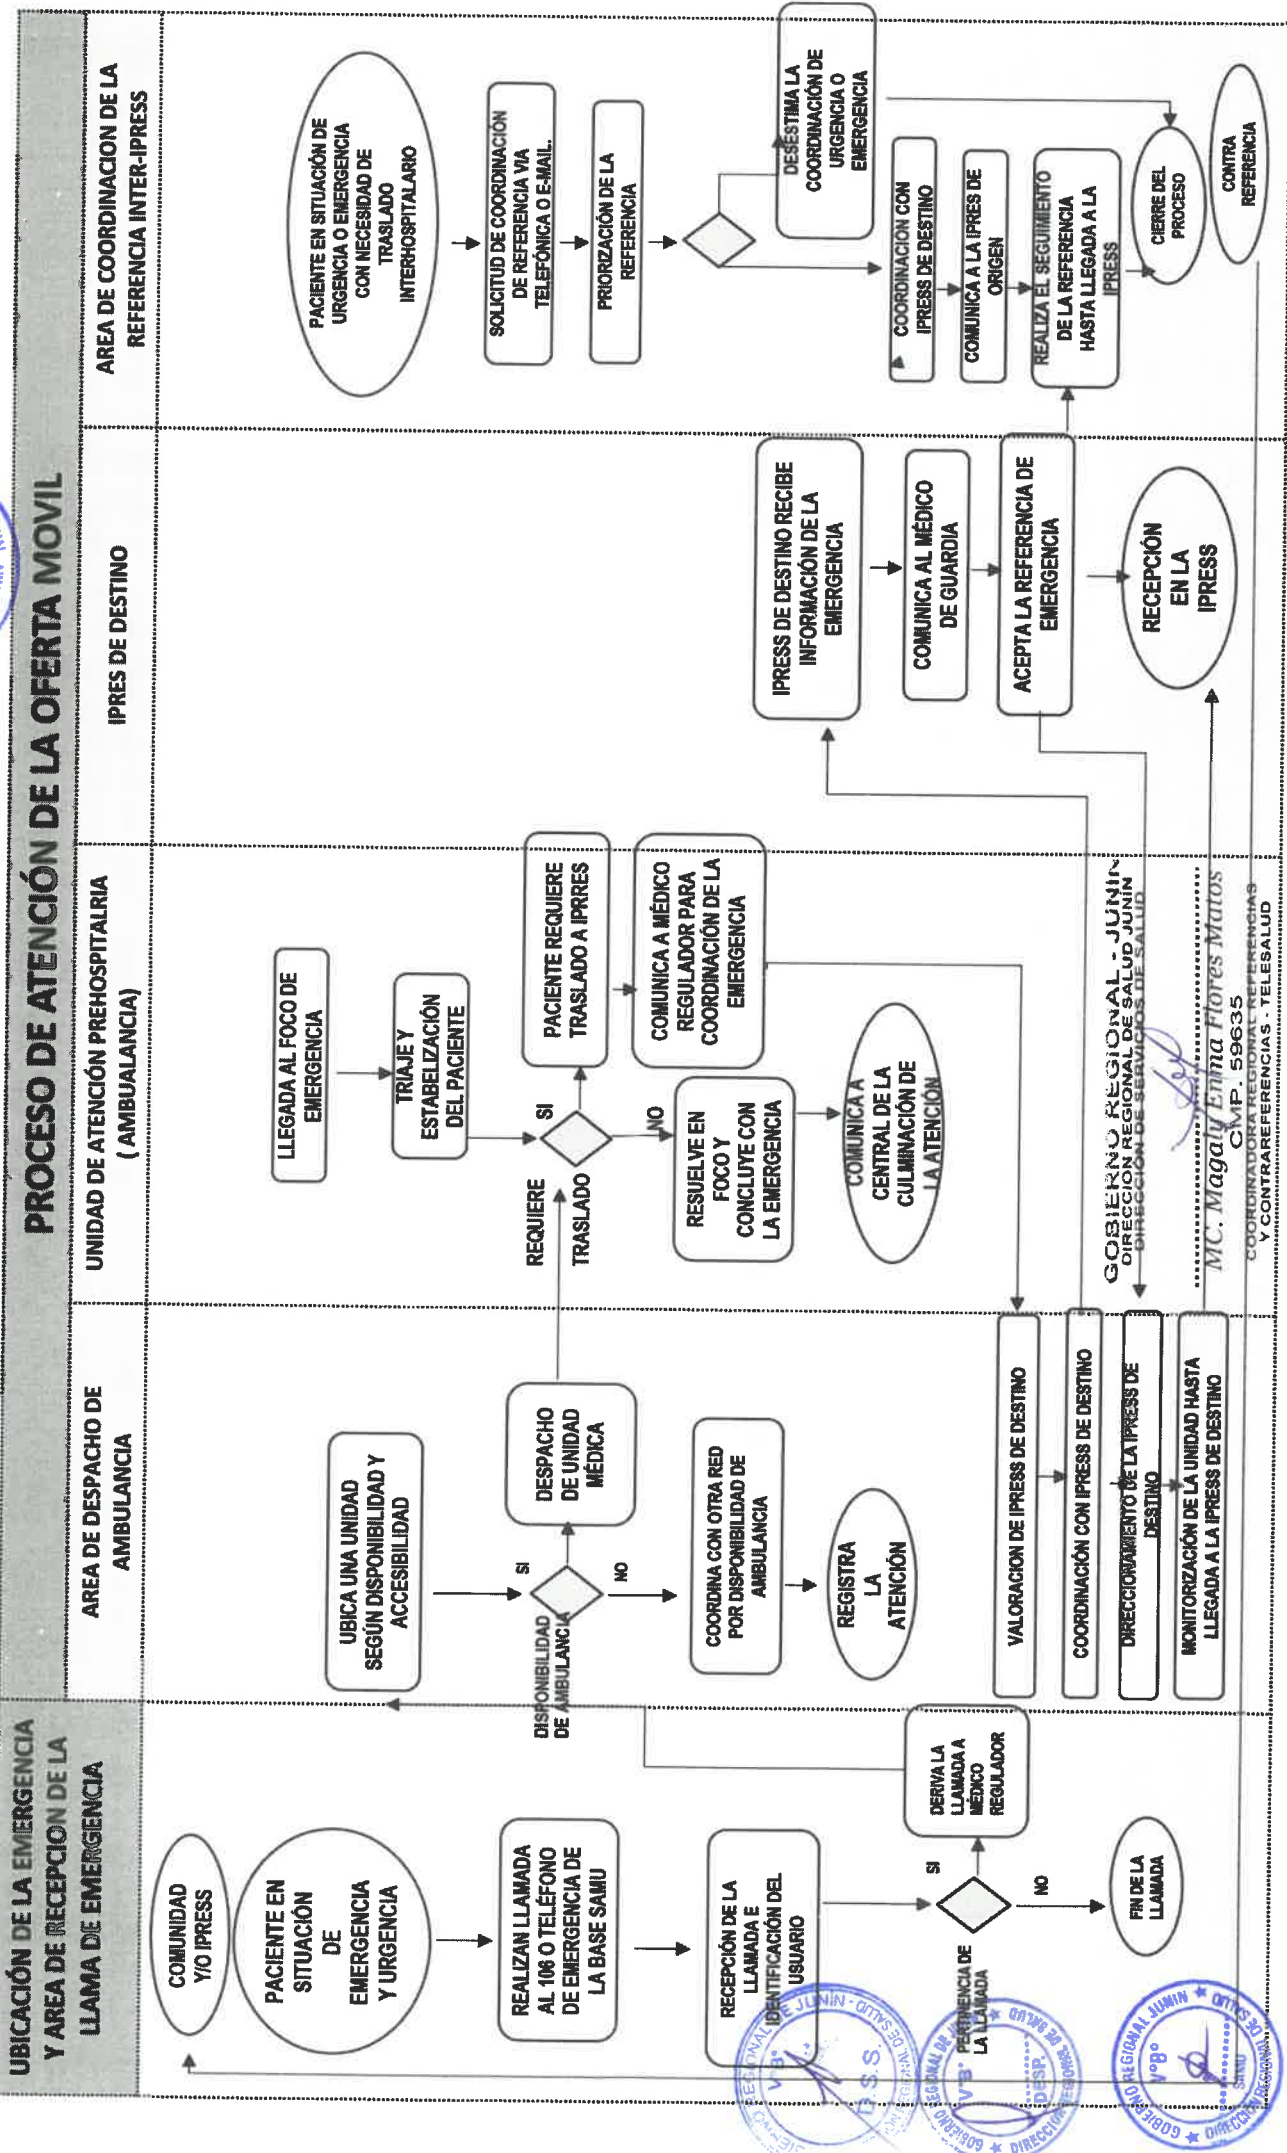 PROCESO DE ATENCIÓN DE LA OFERTA MOVIL
UBICACIÓN DE LA EMERGENCIA
Y AREA DE RECEPCION DE LA
LLAMA DE EMERGENCIA
AREA DE DESPACHO DE
AMBULANCIA
UNIDAD DE ATENCIÓN PREHOSPITALRIA
( AMBUALANCIA)
IPRES DE DESTINO
AREA DE COORDINACION DE LA
REFERENCIA INTER-IPRESS
COMUNIDAD
Y/O IPRESS
PACIENTE EN
SITUACIÓN
DE
EMERGENCIA
Y URGENCIA
REALIZAN LLAMADA
AL 106 O TELÉFONO
DE EMERGENCIA DE
LA BASE SAMU
RECEPCIÓN DE LA
LLAMADA E
IDENTIFICACIÓN DEL
USUARIO
PERTINENCIA DE
LA LLAMADA
SI
NO
DERIVA LA
LLAMADA A
MÉDICO
REGULADOR
FIN DE LA
LLAMADA
UBICA UNA UNIDAD
SEGÚN DISPONIBILIDAD Y
ACCESIBILIDAD
DISPONIBILIDAD
DE AMBULANCIA
SI
NO
DESPACHO
DE UNIDAD
MÉDICA
COORDINA CON OTRA RED
POR DISPONIBILIDAD DE
AMBULANCIA
REGISTRA
LA
ATENCIÓN
VALORACION DE IPRESS DE DESTINO
COORDINACIÓN CON IPRESS DE DESTINO
DIRECCIONAMIENTO DE LA IPRESS DE
DESTINO
MONITORIZACIÓN DE LA UNIDAD HASTA
LLEGADA A LA IPRESS DE DESTINO
LLEGADA AL FOCO DE
EMERGENCIA
TRIAJE Y
ESTABELIZACIÓN
DEL PACIENTE
REQUIERE
TRASLADO
SI
NO
PACIENTE REQUIERE
TRASLADO A IPRRES
COMUNICA A MÉDICO
REGULADOR PARA
COORDINACIÓN DE LA
EMERGENCIA
RESUELVE EN
FOCO Y
CONCLUYE CON
LA EMERGENCIA
COMUNICA A
CENTRAL DE LA
CULMINACIÓN DE
LA ATENCIÓN
IPRESS DE DESTINO RECIBE
INFORMACIÓN DE LA
EMERGENCIA
COMUNICA AL MÉDICO
DE GUARDIA
ACEPTA LA REFERENCIA DE
EMERGENCIA
RECEPCIÓN
EN LA
IPRESS
PACIENTE EN SITUACIÓN DE
URGENCIA O EMERGENCIA
CON NECESIDAD DE
TRASLADO
INTERHOSPITALARIO
SOLICITUD DE COORDINACIÓN
DE REFERENCIA VIA
TELEFÓNICA O E-MAIL.
PRIORIZACIÓN DE LA
REFERENCIA
DESESTIMA LA
COORDINACIÓN DE
URGENCIA O
EMERGENCIA
COORDINACION CON
IPRESS DE DESTINO
COMUNICA A LA IPRES DE
ORIGEN
REALIZA EL SEGUIMIENTO
DE LA REFERENCIA
HASTA LLEGADA A LA
IPRESS
CIERRE DEL
PROCESO
CONTRA
REFERENCIA
GOBIERNO REGIONAL - JUNIN
DIRECCIÓN REGIONAL DE SALUD JUNIN
DIRECCIÓN DE SERVICIOS DE SALUD
MC. Magaly Enma Flores Matos
CMP. 59635
COORDINADORA REGIONAL REFERENCIAS
Y CONTRAREFERENCIAS - TELESALUD
V°B°
D.S.S.
V°B°
DESP.
GOBIERNO REGIONAL JUNIN
V°B°
SAMU